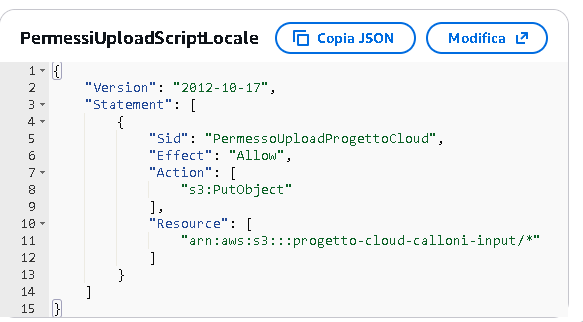 PermessiUploadScriptLocale
Copia JSON
Modifica
1 {
2     "Version": "2012-10-17",
3     "Statement": [
4         {
5             "Sid": "PermessoUploadProgettoCloud",
6             "Effect": "Allow",
7             "Action": [
8                 "s3:PutObject"
9             ],
10             "Resource": [
11                 "arn:aws:s3:::progetto-cloud-calloni-input/*"
12             ]
13         }
14     ]
15 }